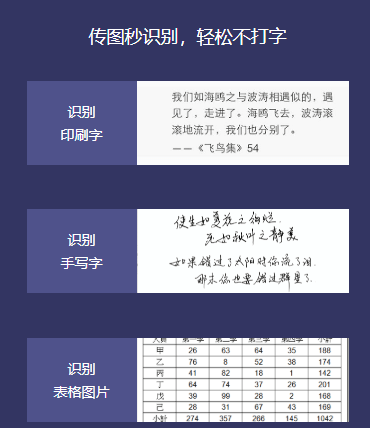 传图秒识别，轻松不打字
识别
印刷字
我们如海鸥之与波涛相遇似的，遇
见了，走进了。海鸥飞去，波涛滚
滚地流开，我们也分别了。
——《飞鸟集》54
识别
手写字
使生如夏花之绚烂
死如秋叶之静美
如果错过了太阳时你流了泪
那末你也要错过群星了
识别
表格图片
人员 第一季 第二季 第三季 第四季 小計
甲 26 63 64 35 188
乙 76 8 52 38 174
丙 41 82 18 1 142
丁 64 74 37 26 201
戊 39 99 28 2 168
己 28 31 67 43 169
小計 274 357 266 145 1042